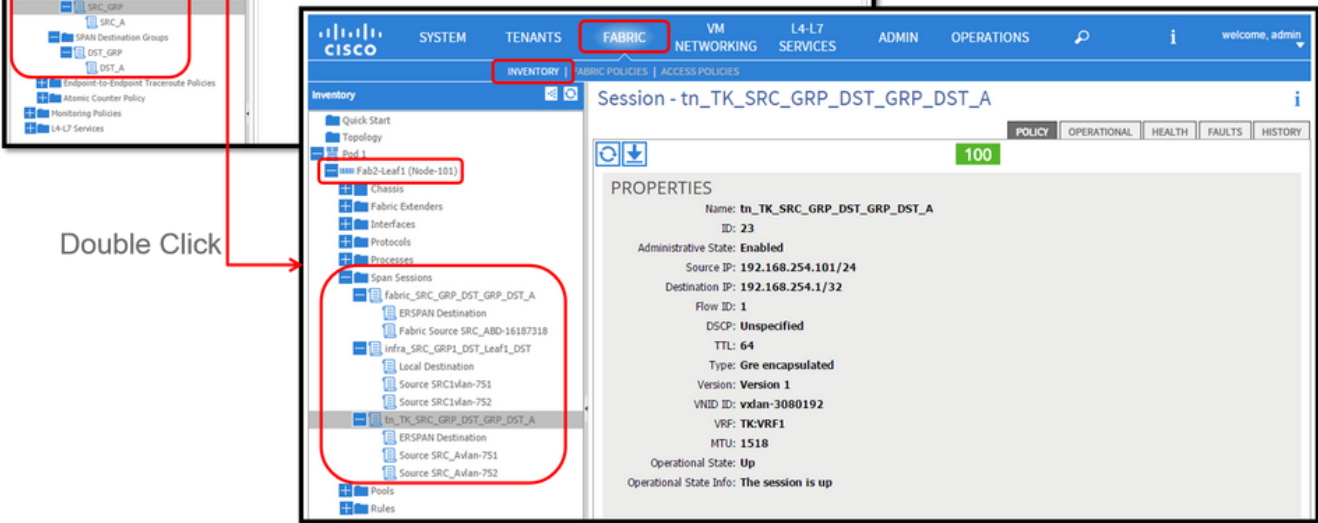 SRC_GRP
SRC_A
SPAN Destination Groups
DST_GRP
DST_A
Endpoint-to-Endpoint Traceroute Policies
Atomic Counter Policy
Monitoring Policies
L4-L7 Services
Double Click
CISCO
SYSTEM
TENANTS
FABRIC
VM NETWORKING
L4-L7 SERVICES
ADMIN
OPERATIONS
i
welcome, admin
INVENTORY | FABRIC POLICIES | ACCESS POLICIES
Inventory
Quick Start
Topology
Pod 1
Fab2-Leaf1 (Node-101)
Chassis
Fabric Extenders
Interfaces
Protocols
Processes
Span Sessions
fabric_SRC_GRP_DST_GRP_DST_A
ERSPAN Destination
Fabric Source SRC_ABD-16187318
infra_SRC_GRP1_DST_Leaf1_DST
Local Destination
Source SRC1vlan-751
Source SRC1vlan-752
tn_TK_SRC_GRP_DST_GRP_DST_A
ERSPAN Destination
Source SRC_Avlan-751
Source SRC_Avlan-752
Pools
Rules
Session - tn_TK_SRC_GRP_DST_GRP_DST_A
i
POLICY OPERATIONAL HEALTH FAULTS HISTORY
100
PROPERTIES
Name: tn_TK_SRC_GRP_DST_GRP_DST_A
ID: 23
Administrative State: Enabled
Source IP: 192.168.254.101/24
Destination IP: 192.168.254.1/32
Flow ID: 1
DSCP: Unspecified
TTL: 64
Type: Gre encapsulated
Version: Version 1
VNID ID: vxlan-3080192
VRF: TK:VRF1
MTU: 1518
Operational State: Up
Operational State Info: The session is up